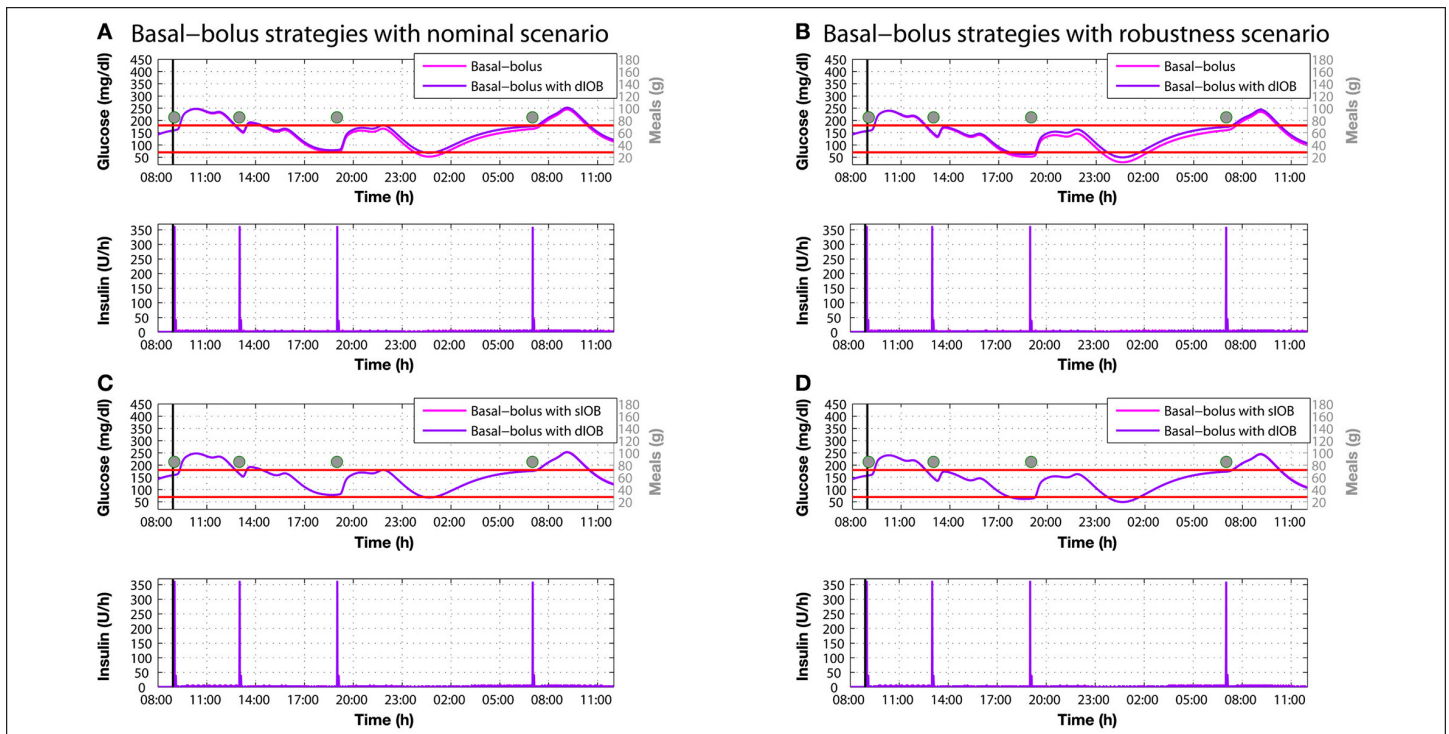 A Basal–bolus strategies with nominal scenario
Glucose (mg/dl)
450
400
350
300
250
200
150
100
50
Basal–bolus
Basal–bolus with dIOB
180
160
140
120
100
80
60
40
20
Meals (g)
08:00 11:00 14:00 17:00 20:00 23:00 02:00 05:00 08:00 11:00
Time (h)
Insulin (U/h)
350
300
250
200
150
100
50
0
08:00 11:00 14:00 17:00 20:00 23:00 02:00 05:00 08:00 11:00
Time (h)
B Basal–bolus strategies with robustness scenario
Glucose (mg/dl)
450
400
350
300
250
200
150
100
50
Basal–bolus
Basal–bolus with dIOB
180
160
140
120
100
80
60
40
20
Meals (g)
08:00 11:00 14:00 17:00 20:00 23:00 02:00 05:00 08:00 11:00
Time (h)
Insulin (U/h)
350
300
250
200
150
100
50
0
08:00 11:00 14:00 17:00 20:00 23:00 02:00 05:00 08:00 11:00
Time (h)
C
Glucose (mg/dl)
450
400
350
300
250
200
150
100
50
Basal–bolus with sIOB
Basal–bolus with dIOB
180
160
140
120
100
80
60
40
20
Meals (g)
08:00 11:00 14:00 17:00 20:00 23:00 02:00 05:00 08:00 11:00
Time (h)
Insulin (U/h)
350
300
250
200
150
100
50
0
08:00 11:00 14:00 17:00 20:00 23:00 02:00 05:00 08:00 11:00
Time (h)
D
Glucose (mg/dl)
450
400
350
300
250
200
150
100
50
Basal–bolus with sIOB
Basal–bolus with dIOB
180
160
140
120
100
80
60
40
20
Meals (g)
08:00 11:00 14:00 17:00 20:00 23:00 02:00 05:00 08:00 11:00
Time (h)
Insulin (U/h)
350
300
250
200
150
100
50
0
08:00 11:00 14:00 17:00 20:00 23:00 02:00 05:00 08:00 11:00
Time (h)